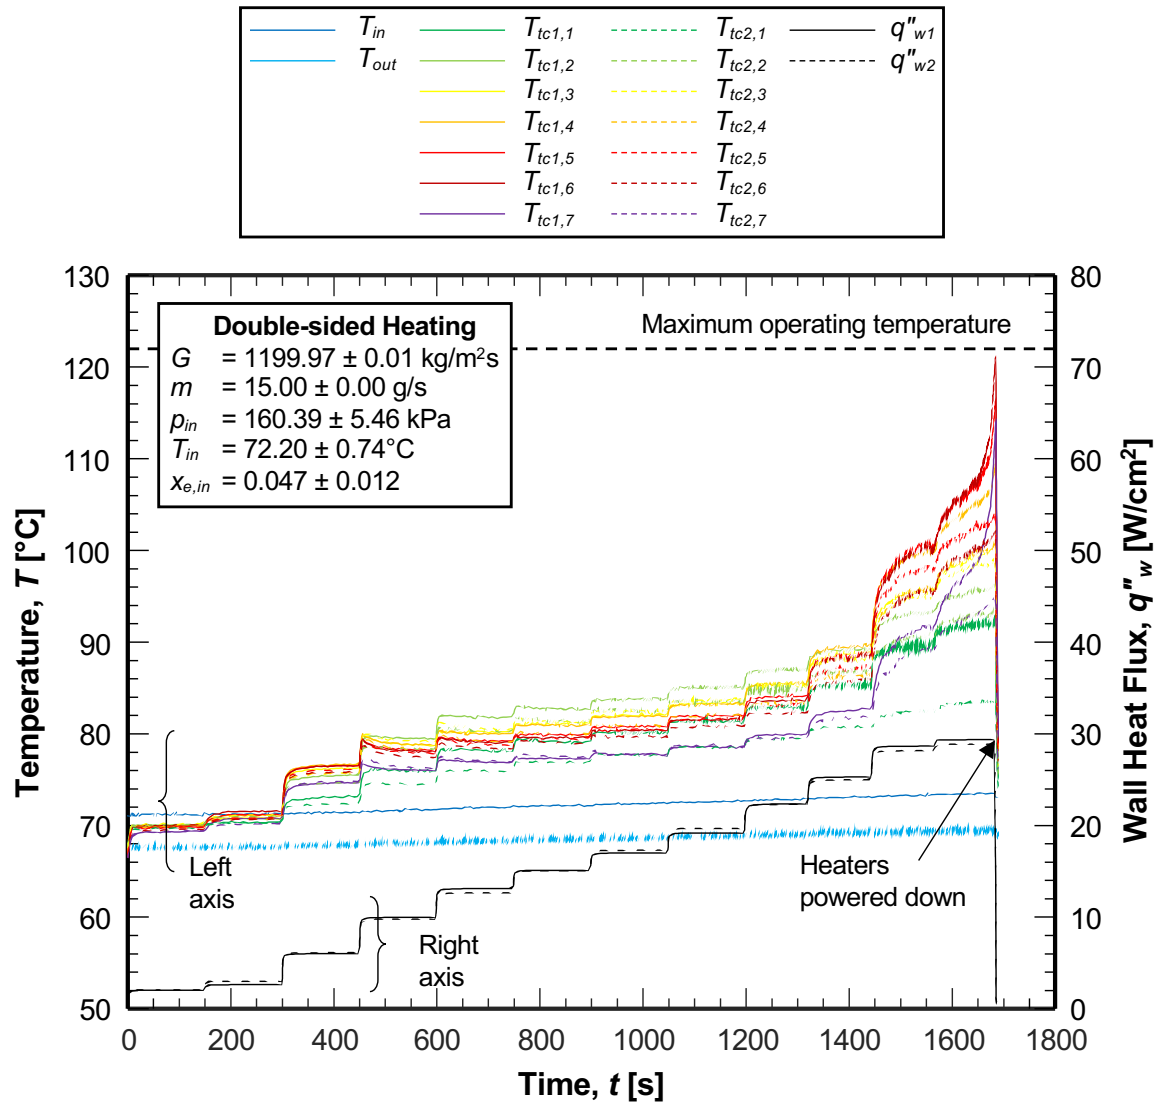 T_in T_tc1,1 T_tc2,1 q″_w1
T_out T_tc1,2 T_tc2,2 q″_w2
T_tc1,3 T_tc2,3
T_tc1,4 T_tc2,4
T_tc1,5 T_tc2,5
T_tc1,6 T_tc2,6
T_tc1,7 T_tc2,7
130
120
110
100
90
80
70
60
50
Temperature, T [°C]
Double-sided Heating
G = 1199.97 ± 0.01 kg/m²s
m = 15.00 ± 0.00 g/s
p_in = 160.39 ± 5.46 kPa
T_in = 72.20 ± 0.74°C
x_e,in = 0.047 ± 0.012
Maximum operating temperature
Left
axis
Right
axis
Heaters
powered down
80
70
60
50
40
30
20
10
0
Wall Heat Flux, q″_w [W/cm²]
0 200 400 600 800 1000 1200 1400 1600 1800
Time, t [s]